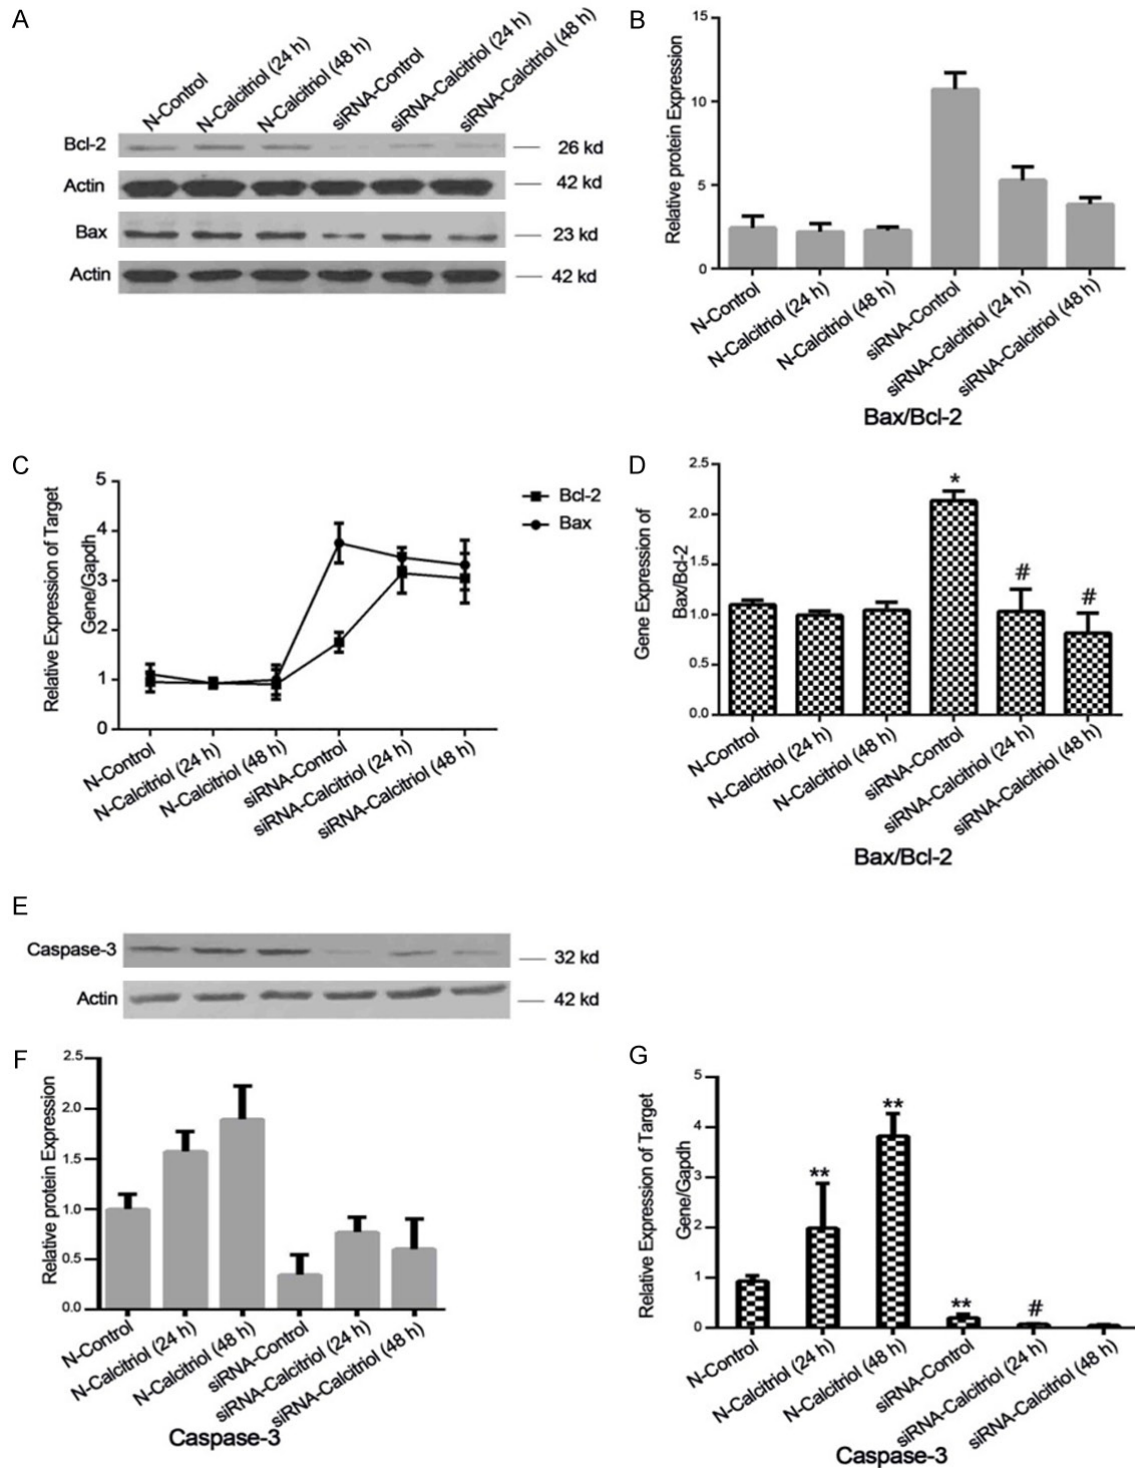 A
N-Control
N-Calcitriol (24 h)
N-Calcitriol (48 h)
siRNA-Control
siRNA-Calcitriol (24 h)
siRNA-Calcitriol (48 h)
Bcl-2
26 kd
Actin
42 kd
Bax
23 kd
Actin
42 kd
B
Relative protein Expression
15
10
5
0
N-Control
N-Calcitriol (24 h)
N-Calcitriol (48 h)
siRNA-Control
siRNA-Calcitriol (24 h)
siRNA-Calcitriol (48 h)
Bax/Bcl-2
C
Relative Expression of Target
Gene/Gapdh
5
4
3
2
1
0
Bcl-2
Bax
N-Control
N-Calcitriol (24 h)
N-Calcitriol (48 h)
siRNA-Control
siRNA-Calcitriol (24 h)
siRNA-Calcitriol (48 h)
D
Gene Expression of
Bax/Bcl-2
2.5
2.0
1.5
1.0
0.5
0.0
*
#
#
N-Control
N-Calcitriol (24 h)
N-Calcitriol (48 h)
siRNA-Control
siRNA-Calcitriol (24 h)
siRNA-Calcitriol (48 h)
Bax/Bcl-2
E
Caspase-3
32 kd
Actin
42 kd
F
Relative protein Expression
2.5
2.0
1.5
1.0
0.5
0.0
N-Control
N-Calcitriol (24 h)
N-Calcitriol (48 h)
siRNA-Control
siRNA-Calcitriol (24 h)
siRNA-Calcitriol (48 h)
Caspase-3
G
Relative Expression of Target
Gene/Gapdh
5
4
3
2
1
0
**
**
**
#
N-Control
N-Calcitriol (24 h)
N-Calcitriol (48 h)
siRNA-Control
siRNA-Calcitriol (24 h)
siRNA-Calcitriol (48 h)
Caspase-3